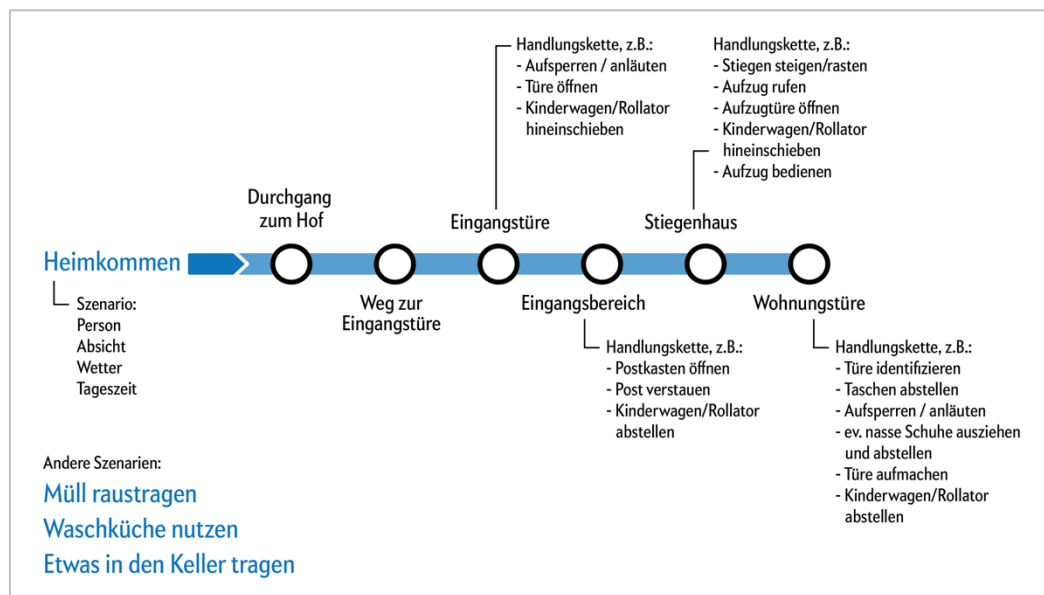 Handlungskette, z.B.:
- Aufsperren / anläuten
- Türe öffnen
- Kinderwagen/Rollator
hineinschieben
Handlungskette, z.B.:
- Stiegen steigen/rasten
- Aufzug rufen
- Aufzugtüre öffnen
- Kinderwagen/Rollator
hineinschieben
- Aufzug bedienen
Durchgang
zum Hof
Eingangstüre
Stiegenhaus
Heimkommen
Szenario:
Person
Absicht
Wetter
Tageszeit
Weg zur
Eingangstüre
Eingangsbereich
Wohnungstüre
Handlungskette, z.B.:
- Postkasten öffnen
- Post verstauen
- Kinderwagen/Rollator
abstellen
Handlungskette, z.B.:
- Türe identifizieren
- Taschen abstellen
- Aufsperren / anläuten
- ev. nasse Schuhe ausziehen
und abstellen
- Türe aufmachen
- Kinderwagen/Rollator
abstellen
Andere Szenarien:
Müll raustragen
Waschküche nutzen
Etwas in den Keller tragen